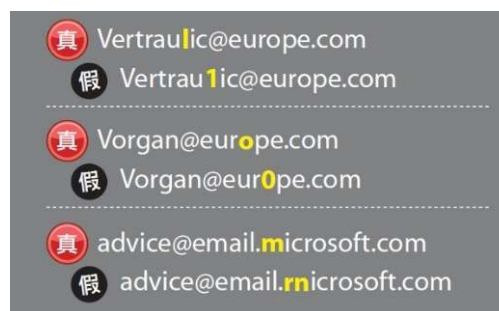 真 Vertraulic@europe.com
假 Vertrau1ic@europe.com
真 Vorgan@europe.com
假 Vorgan@eur0pe.com
真 advice@email.microsoft.com
假 advice@email.rnicrosoft.com